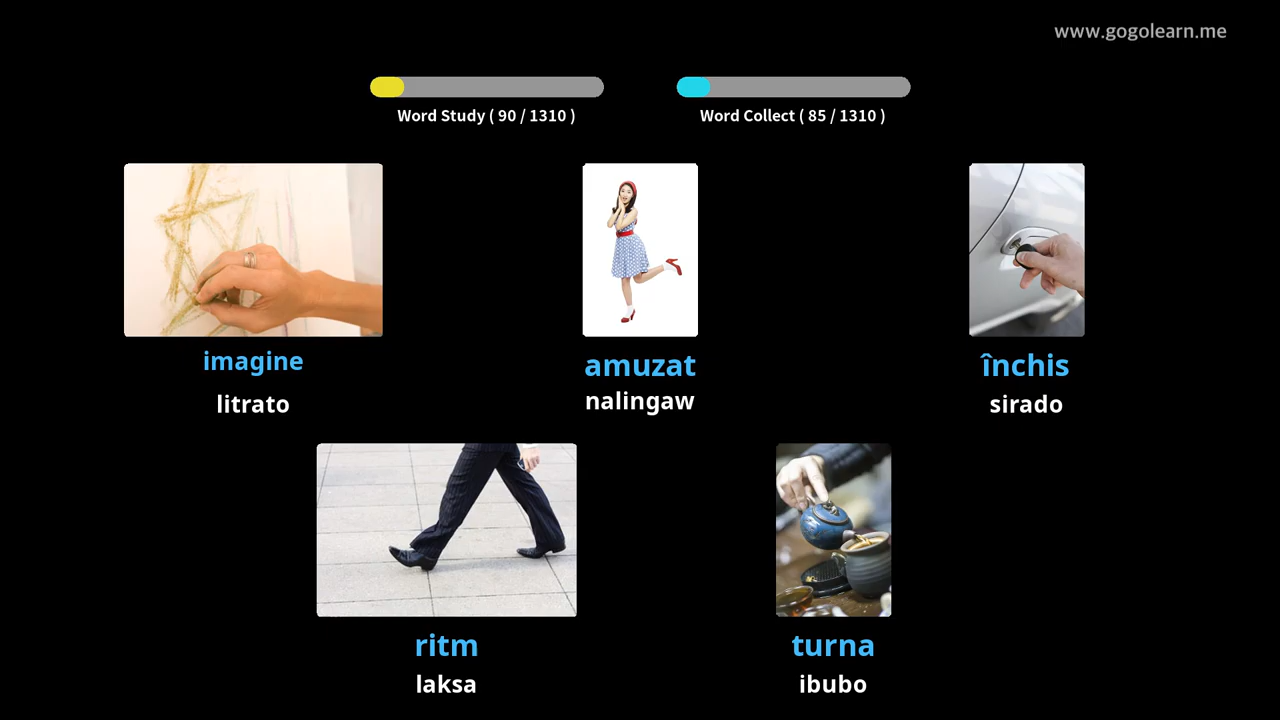 www.gogolearn.me
Word Study ( 90 / 1310 )
Word Collect ( 85 / 1310 )
imagine
litrato
amuzat
nalingaw
închis
sirado
ritm
laksa
turna
ibubo